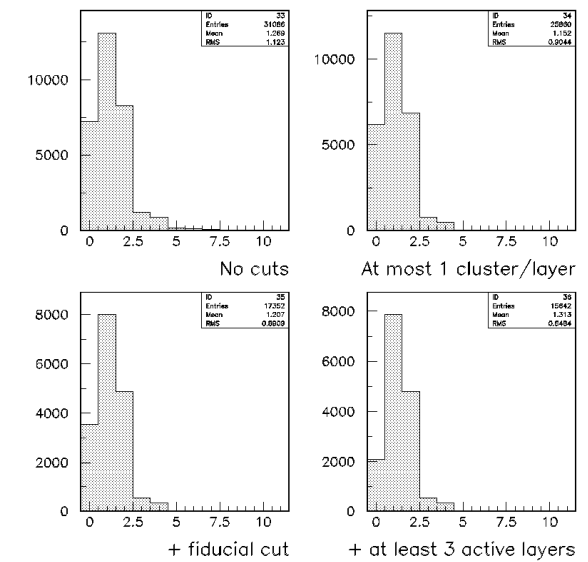 ID 33
Entries 31086
Mean 1.269
RMS 1.123
10000
5000
0
0 2.5 5 7.5 10
No cuts
ID 34
Entries 25860
Mean 1.152
RMS 0.9044
10000
5000
0
0 2.5 5 7.5 10
At most 1 cluster/layer
ID 35
Entries 17352
Mean 1.207
RMS 0.8909
8000
6000
4000
2000
0
0 2.5 5 7.5 10
+ fiducial cut
ID 36
Entries 15642
Mean 1.313
RMS 0.8484
8000
6000
4000
2000
0
0 2.5 5 7.5 10
+ at least 3 active layers